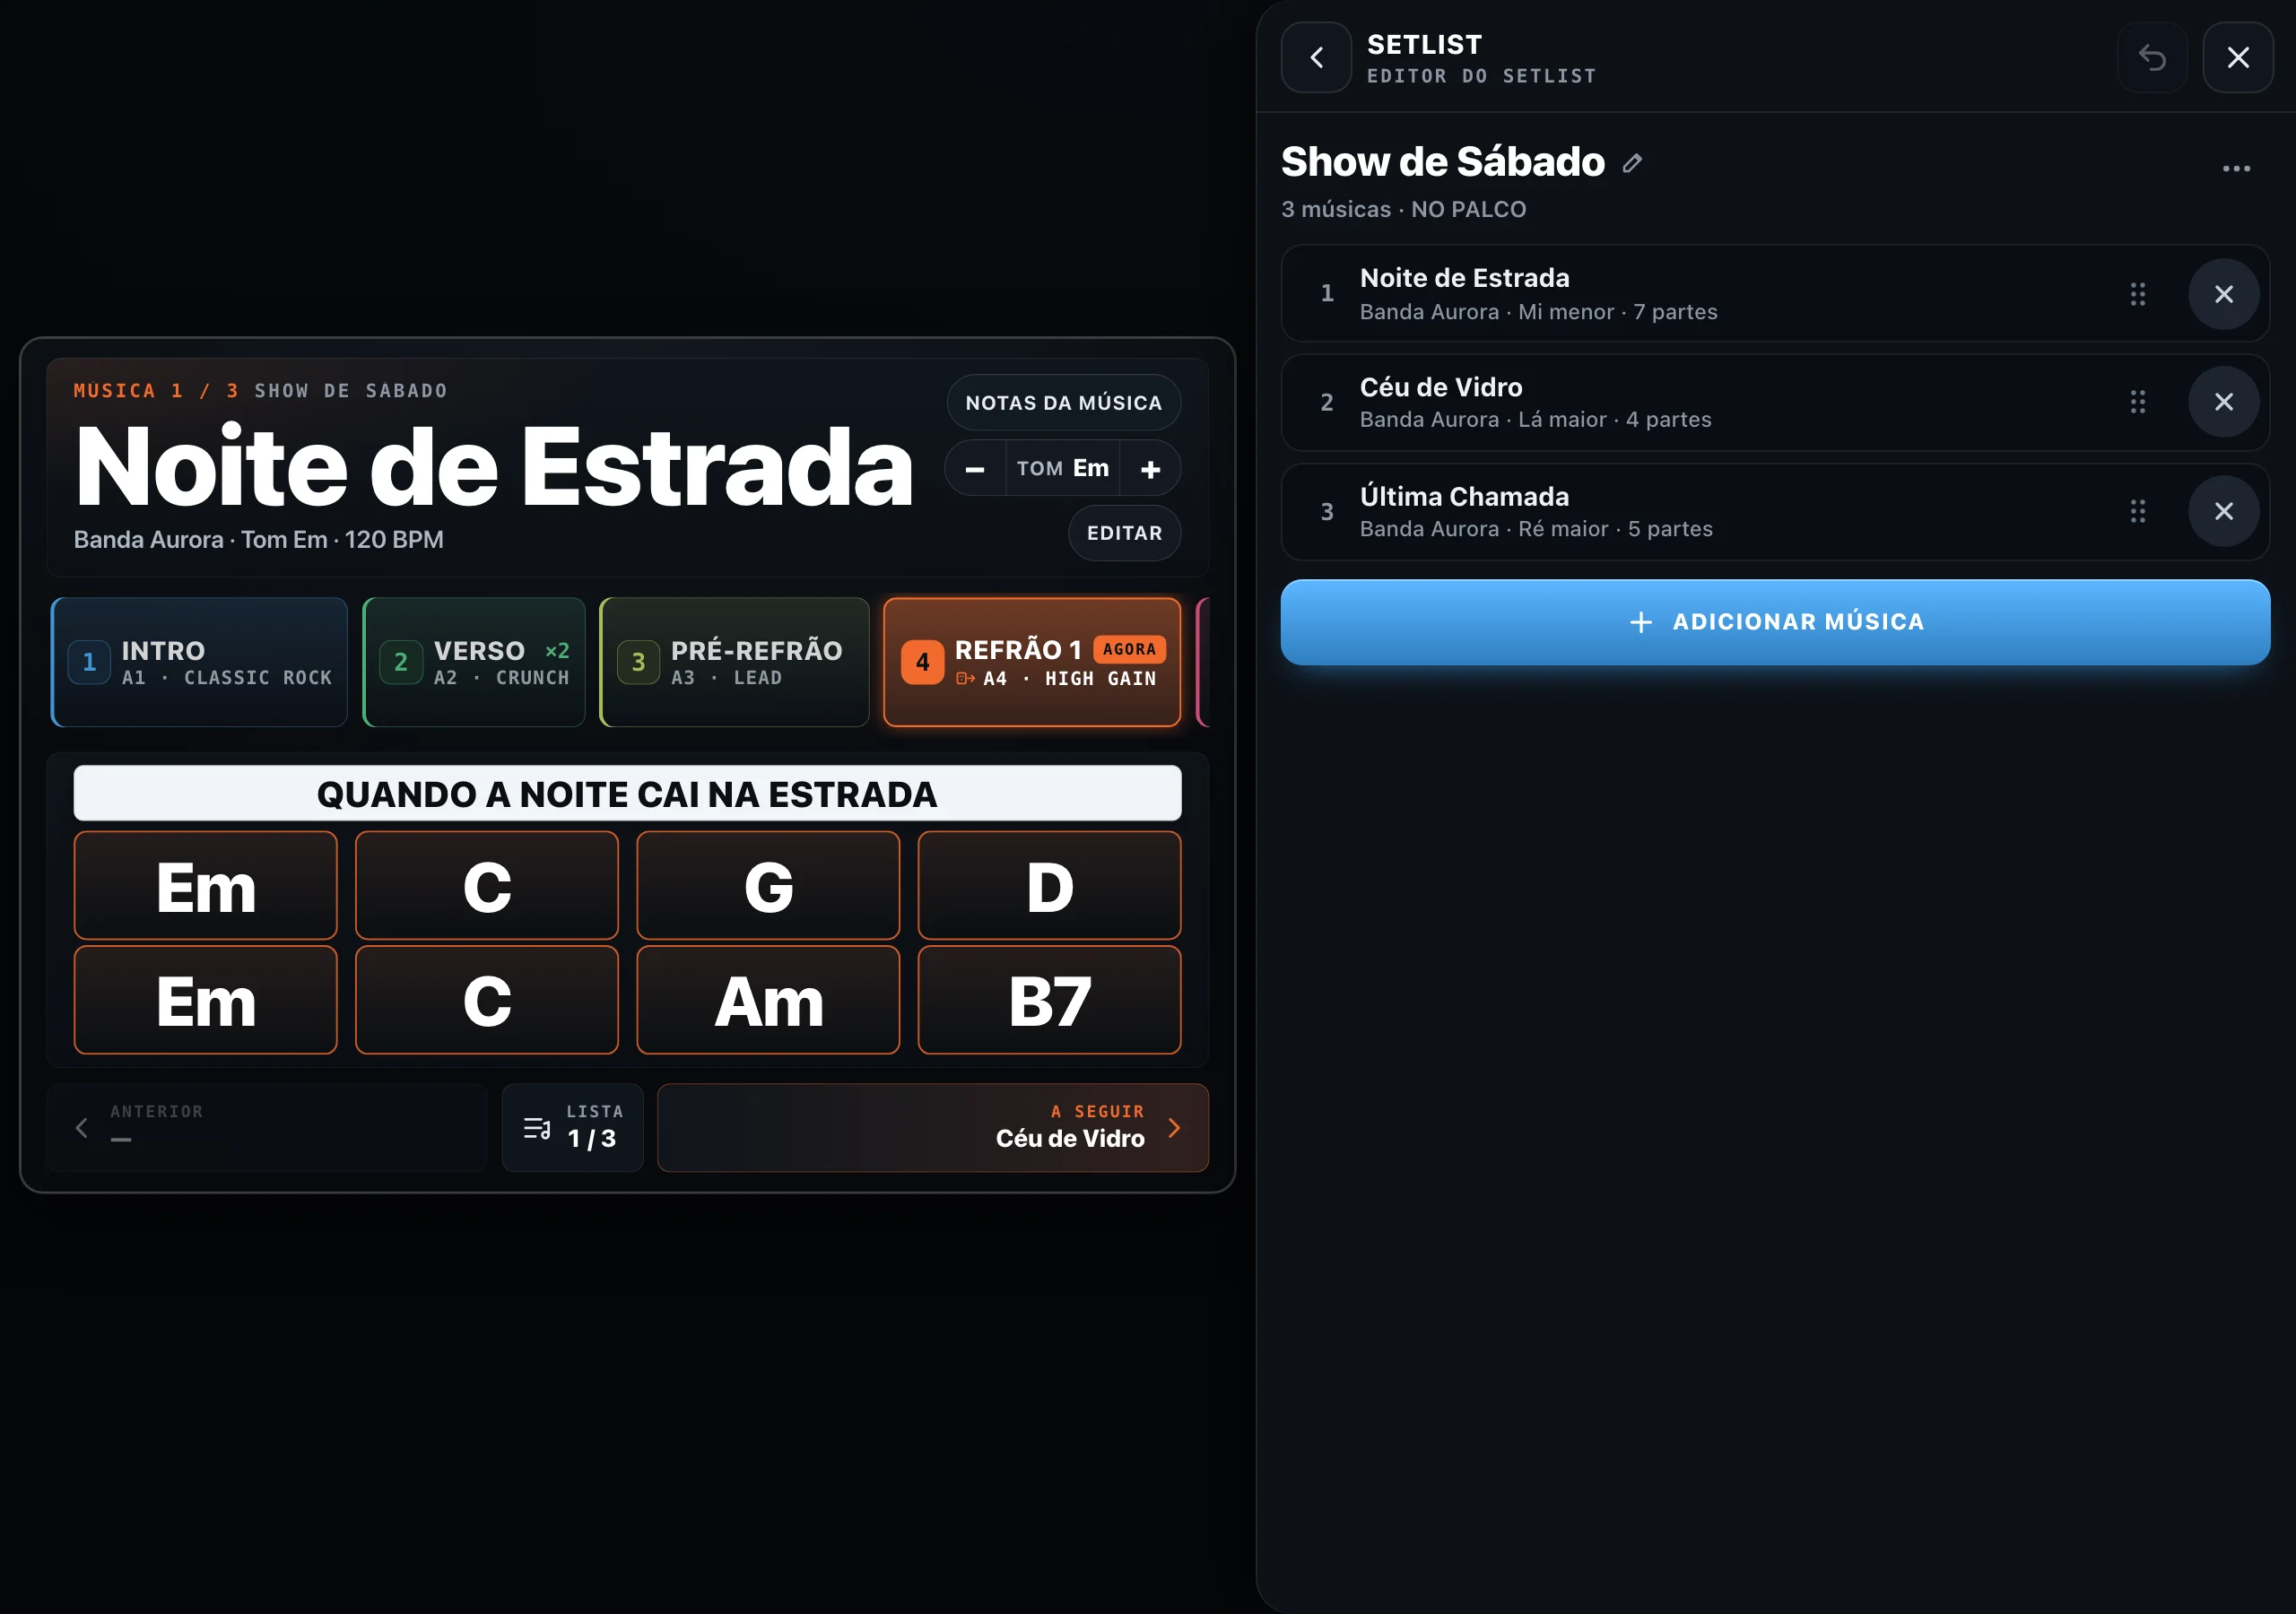 MÚSICA 1 / 3 SHOW DE SÁBADO
Noite de Estrada
Banda Aurora · Tom Em · 120 BPM
NOTAS DA MÚSICA
− TOM Em +
EDITAR
1 INTRO
A1 · CLASSIC ROCK
2 VERSO ×2
A2 · CRUNCH
3 PRÉ-REFRÃO
A3 · LEAD
4 REFRÃO 1 AGORA
A4 · HIGH GAIN
QUANDO A NOITE CAI NA ESTRADA
Em C G D
Em C Am B7
ANTERIOR
—
LISTA
1 / 3
A SEGUIR
Céu de Vidro
SETLIST
EDITOR DO SETLIST
Show de Sábado
3 músicas · NO PALCO
1 Noite de Estrada
Banda Aurora · Mi menor · 7 partes
2 Céu de Vidro
Banda Aurora · Lá maior · 4 partes
3 Última Chamada
Banda Aurora · Ré maior · 5 partes
+ ADICIONAR MÚSICA